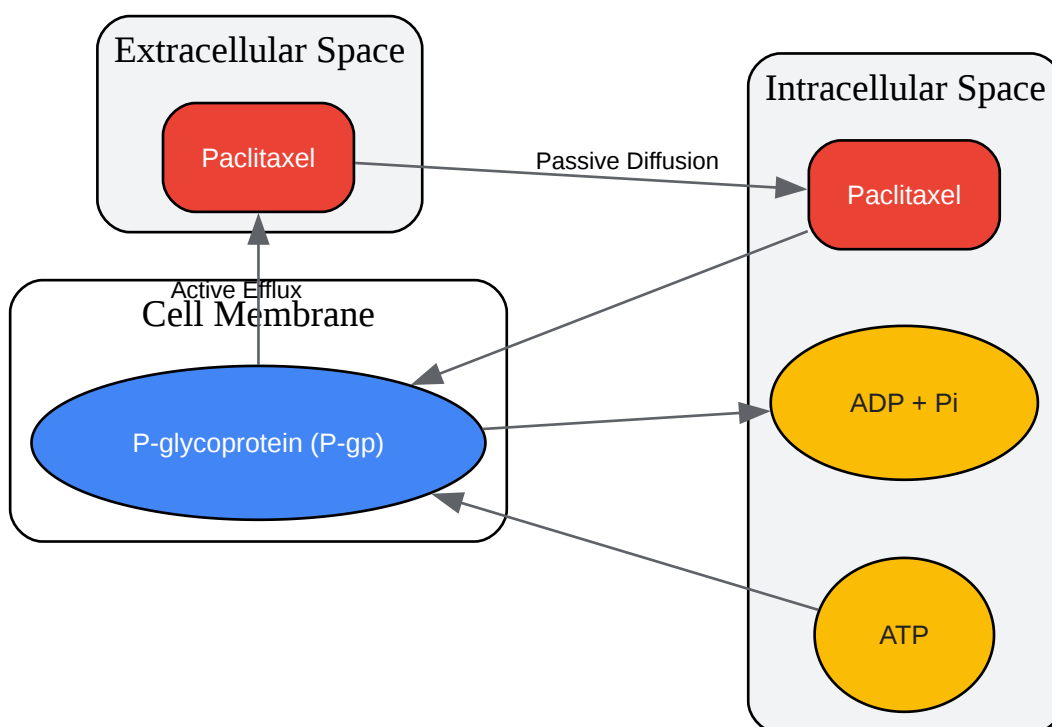 Extracellular Space
Paclitaxel
Passive Diffusion
Intracellular Space
Paclitaxel
Active Efflux
Cell Membrane
P-glycoprotein (P-gp)
ADP + Pi
ATP